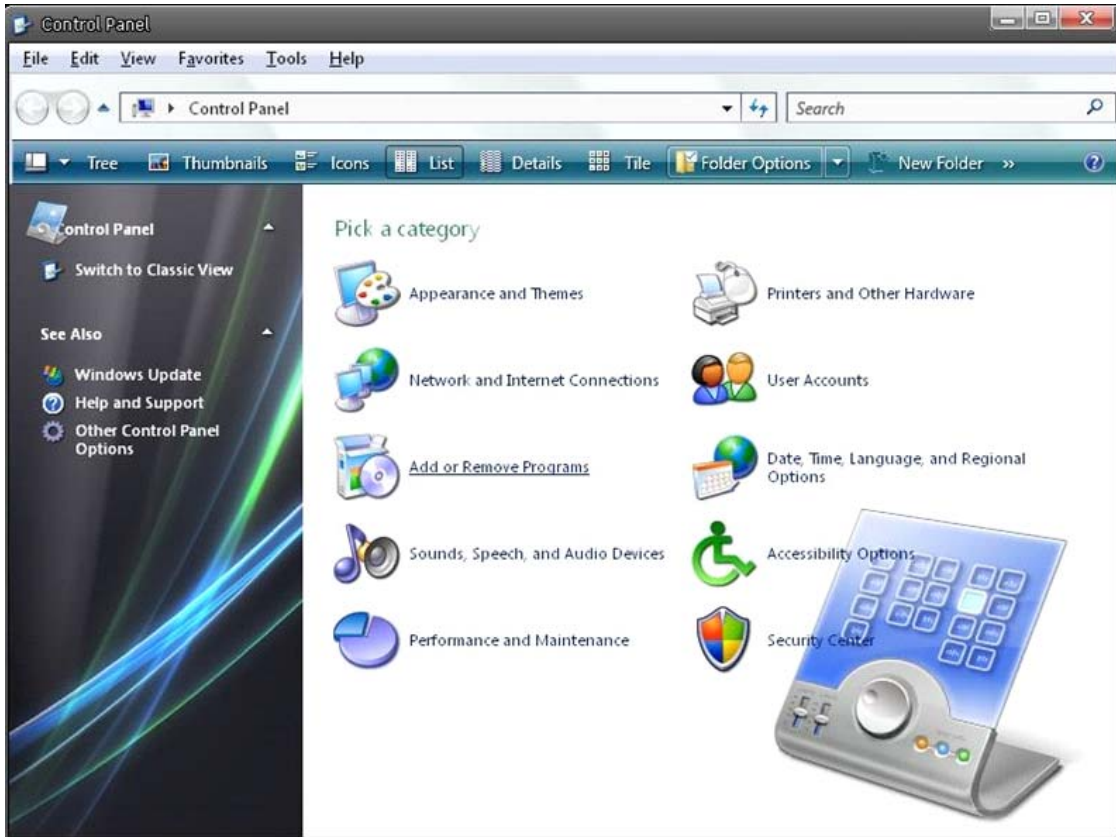 Control Panel
File Edit View Favorites Tools Help
Control Panel
Search
Tree Thumbnails Icons List Details Tile Folder Options New Folder »
Control Panel
Switch to Classic View
See Also
Windows Update
Help and Support
Other Control Panel
Options
Pick a category
Appearance and Themes
Printers and Other Hardware
Network and Internet Connections
User Accounts
Add or Remove Programs
Date, Time, Language, and Regional
Options
Sounds, Speech, and Audio Devices
Accessibility Options
Performance and Maintenance
Security Center